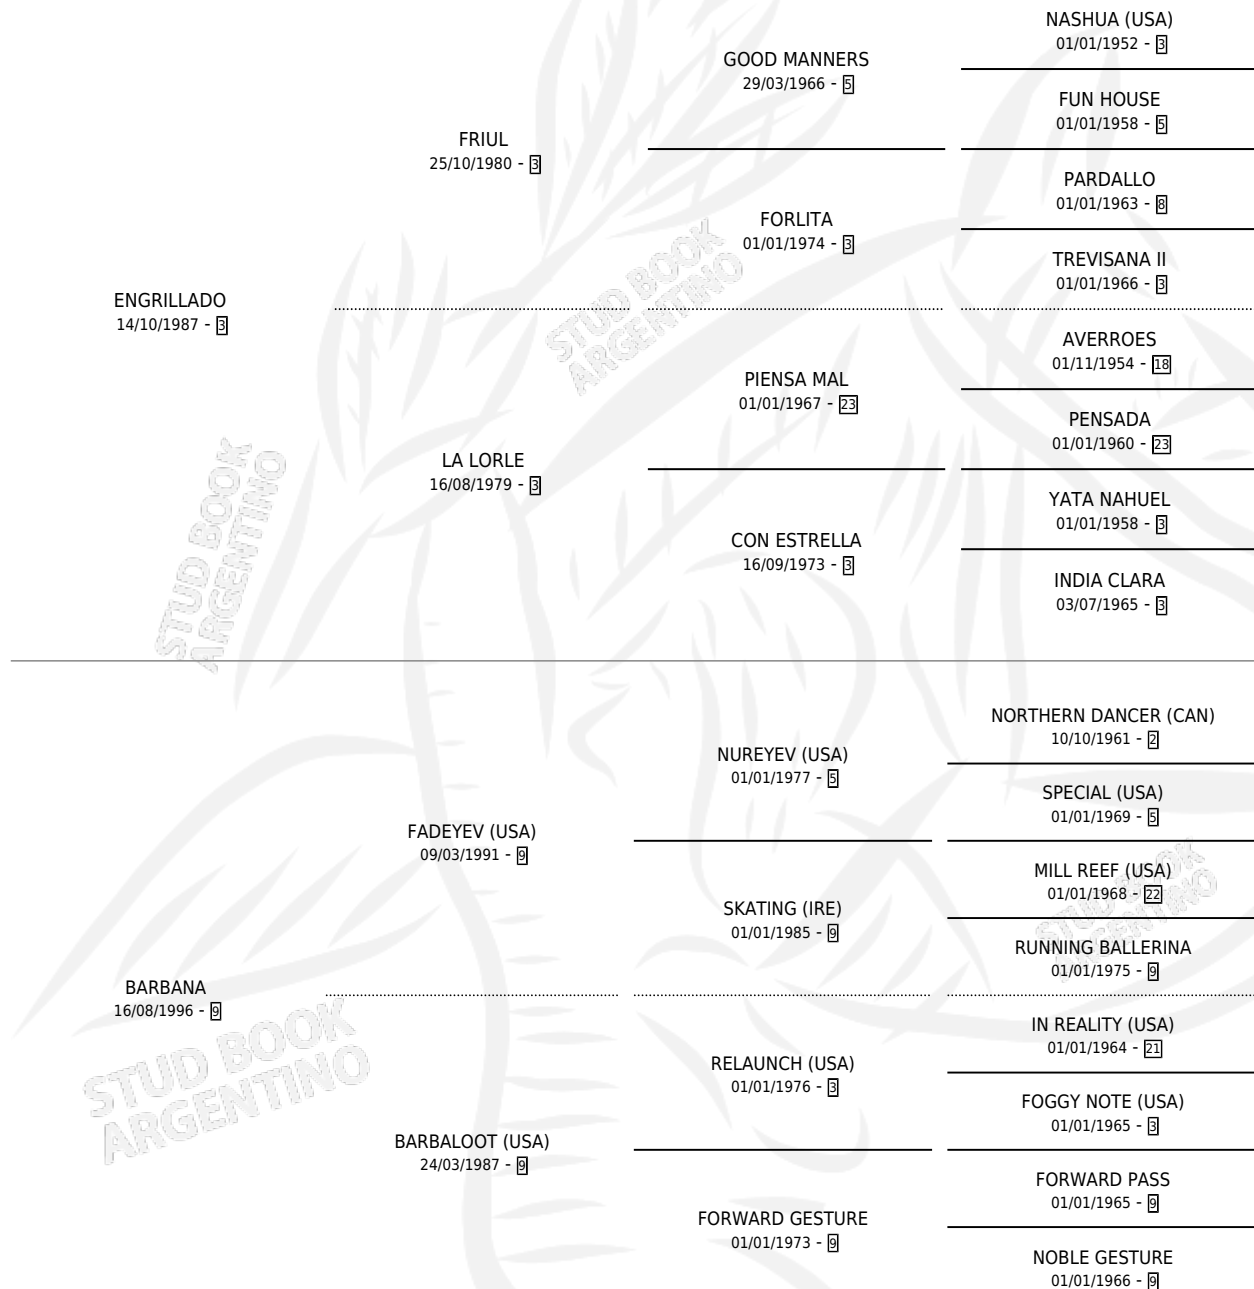 NASHUA (USA)
01/01/1952 - 3
GOOD MANNERS
29/03/1966 - 5
FUN HOUSE
01/01/1958 - 5
FRIUL
25/10/1980 - 3
PARDALLO
01/01/1963 - 8
FORLITA
01/01/1974 - 3
TREVISANA II
01/01/1966 - 3
ENGRILLADO
14/10/1987 - 3
AVERROES
01/11/1954 - 18
PIENSA MAL
01/01/1967 - 23
PENSADA
01/01/1960 - 23
LA LORLE
16/08/1979 - 3
YATA NAHUEL
01/01/1958 - 3
CON ESTRELLA
16/09/1973 - 3
INDIA CLARA
03/07/1965 - 3
NORTHERN DANCER (CAN)
10/10/1961 - 2
NUREYEV (USA)
01/01/1977 - 5
SPECIAL (USA)
01/01/1969 - 5
FADEYEV (USA)
09/03/1991 - 9
MILL REEF (USA)
01/01/1968 - 22
SKATING (IRE)
01/01/1985 - 9
RUNNING BALLERINA
01/01/1975 - 9
BARBANA
16/08/1996 - 9
IN REALITY (USA)
01/01/1964 - 21
RELAUNCH (USA)
01/01/1976 - 3
FOGGY NOTE (USA)
01/01/1965 - 3
BARBALOOT (USA)
24/03/1987 - 9
FORWARD PASS
01/01/1965 - 9
FORWARD GESTURE
01/01/1973 - 9
NOBLE GESTURE
01/01/1966 - 9
STUD BOOK
ARGENTINO
STUD BOOK
ARGENTINO
STUD BOOK
ARGENTINO
STUD BOOK
ARGENTINO